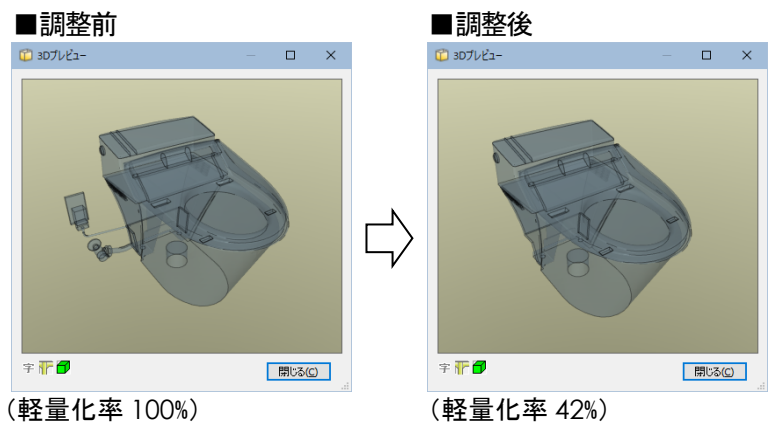 ■調整前
■調整後
3Dプレビュー
3Dプレビュー
字
閉じる(C)
字
閉じる(C)
(軽量化率 100%)
(軽量化率 42%)